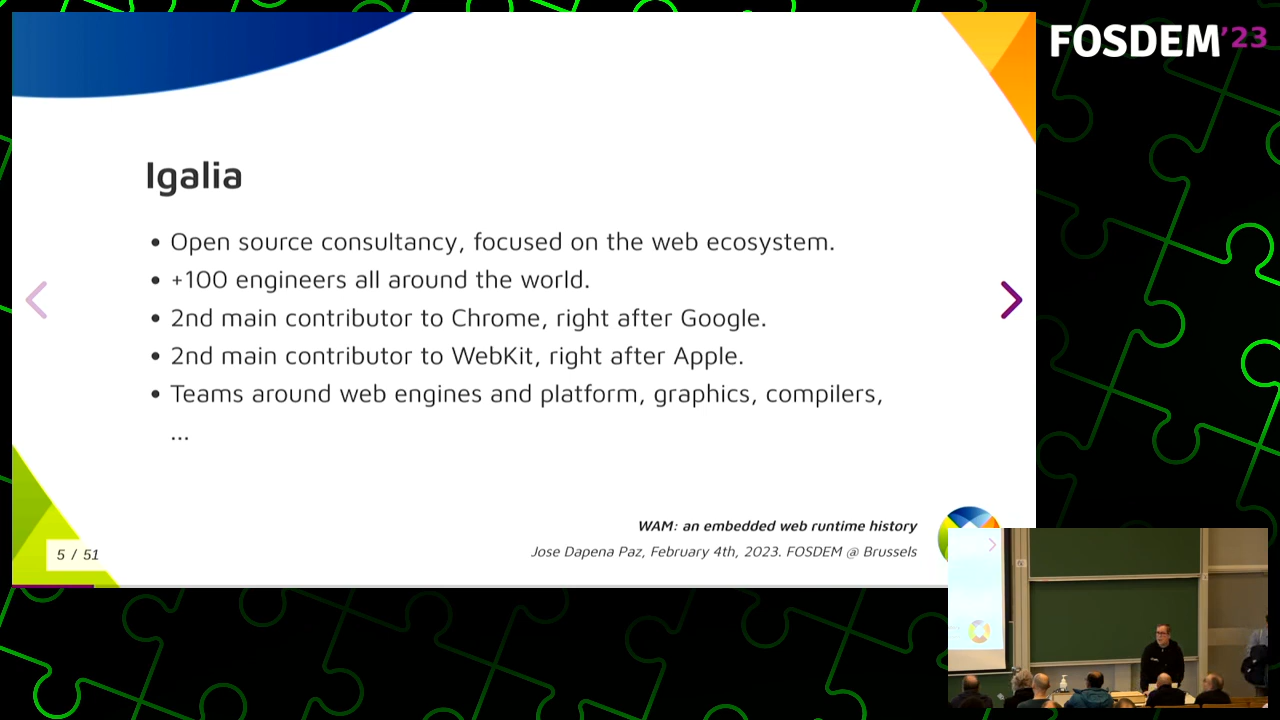 FOSDEM'23
Igalia
• Open source consultancy, focused on the web ecosystem.
• +100 engineers all around the world.
• 2nd main contributor to Chrome, right after Google.
• 2nd main contributor to WebKit, right after Apple.
• Teams around web engines and platform, graphics, compilers,
...
WAM: an embedded web runtime history
Jose Dapena Paz, February 4th, 2023. FOSDEM @ Brussels
5 / 51